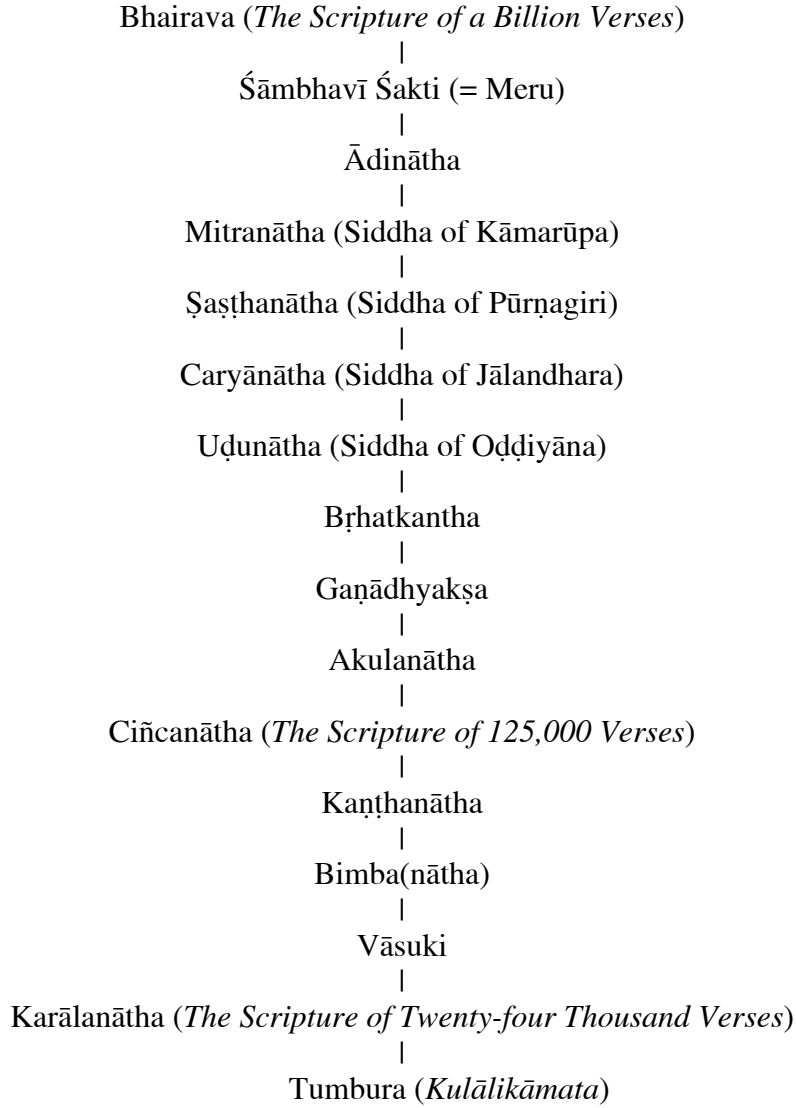 Bhairava (The Scripture of a Billion Verses)
Śāmbhavī Śakti (= Meru)
Ādinātha
Mitranātha (Siddha of Kāmarūpa)
Ṣaṣṭhanātha (Siddha of Pūrṇagiri)
Caryānātha (Siddha of Jālandhara)
Uḍunātha (Siddha of Oḍḍiyāna)
Bṛhatkantha
Gaṇādhyakṣa
Akulanātha
Ciñcanātha (The Scripture of 125,000 Verses)
Kaṇṭhanātha
Bimba(nātha)
Vāsuki
Karālanātha (The Scripture of Twenty-four Thousand Verses)
Tumbura (Kulālikāmata)